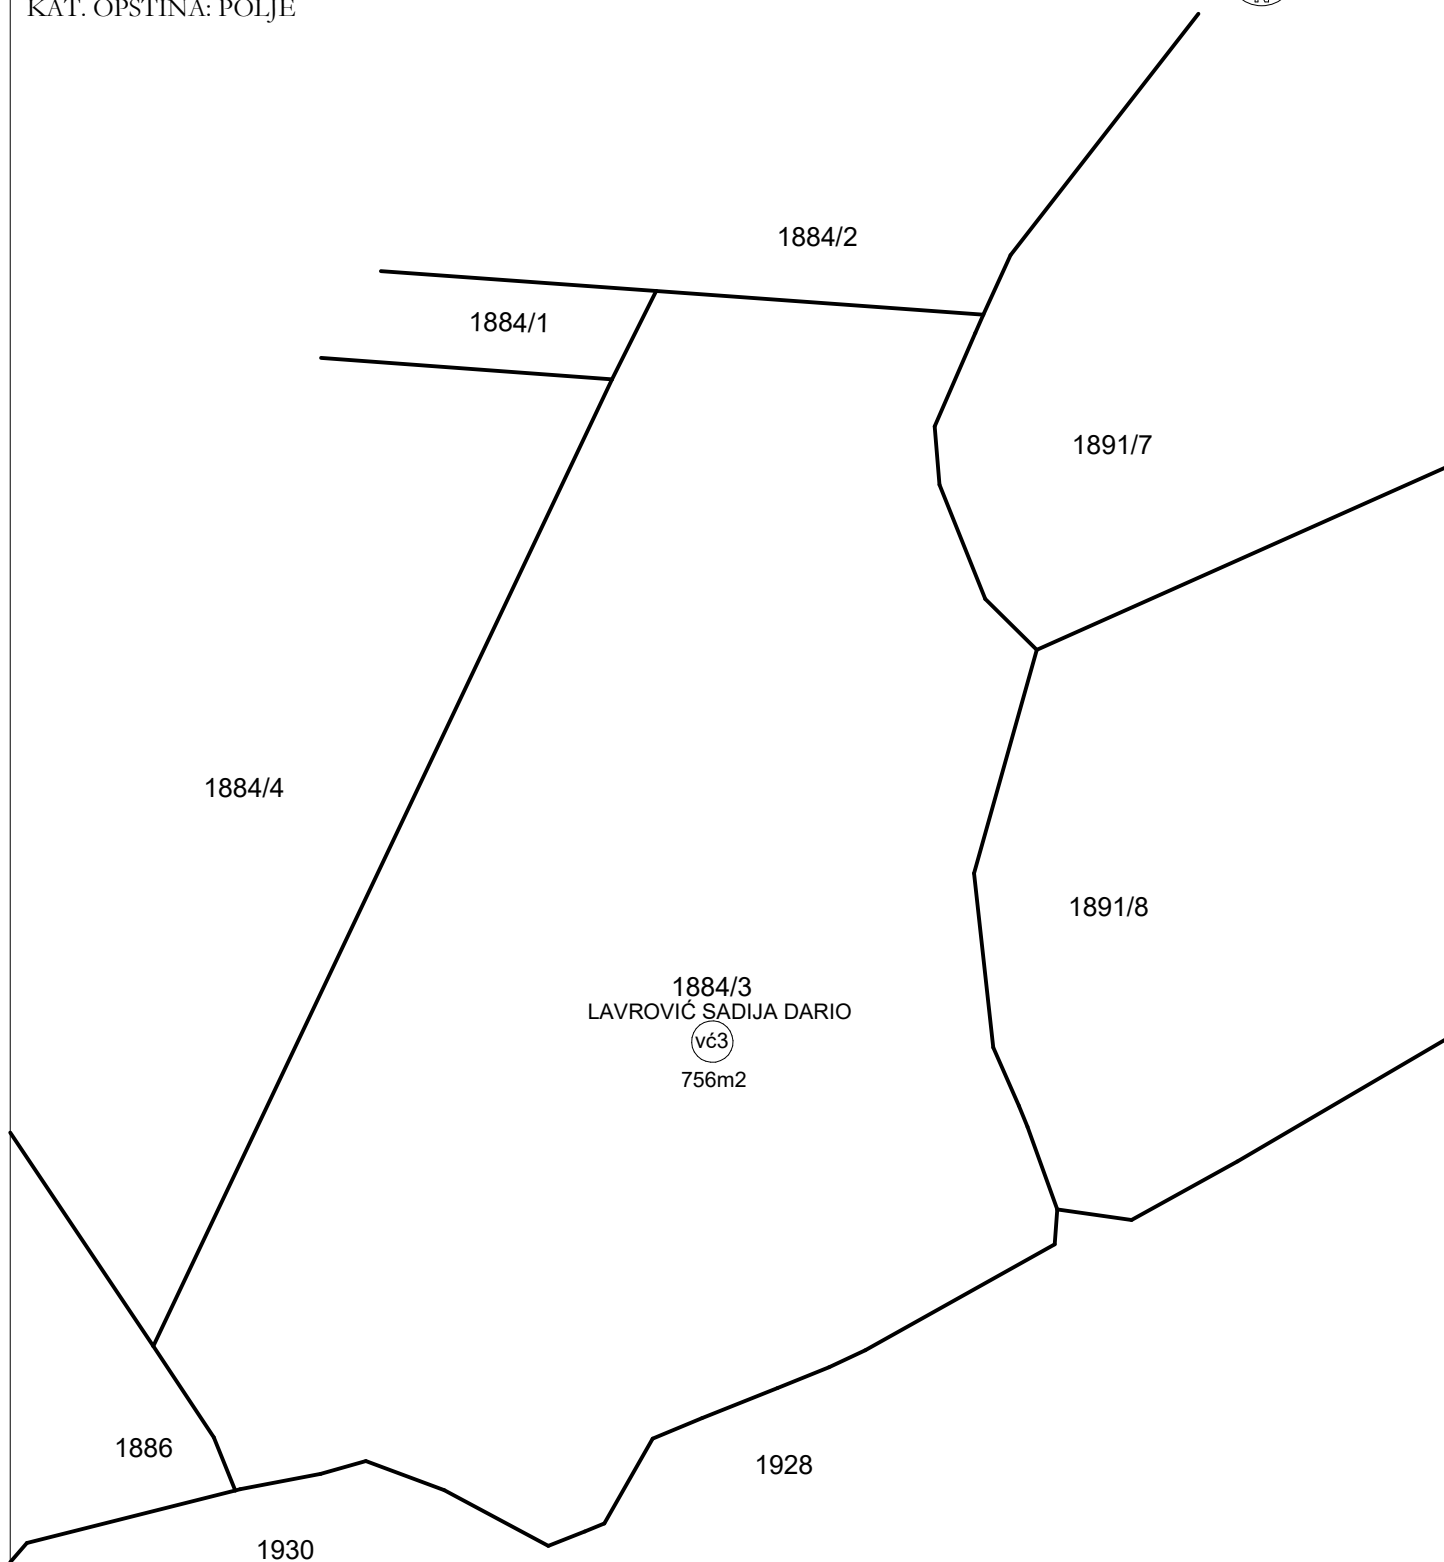 KAT. OPŠTINA: POLJE
1884/2
1884/1
1891/7
1884/4
1891/8
1884/3
LAVROVIĆ SADIJA DARIO
vć3
756m2
1886
1928
1930